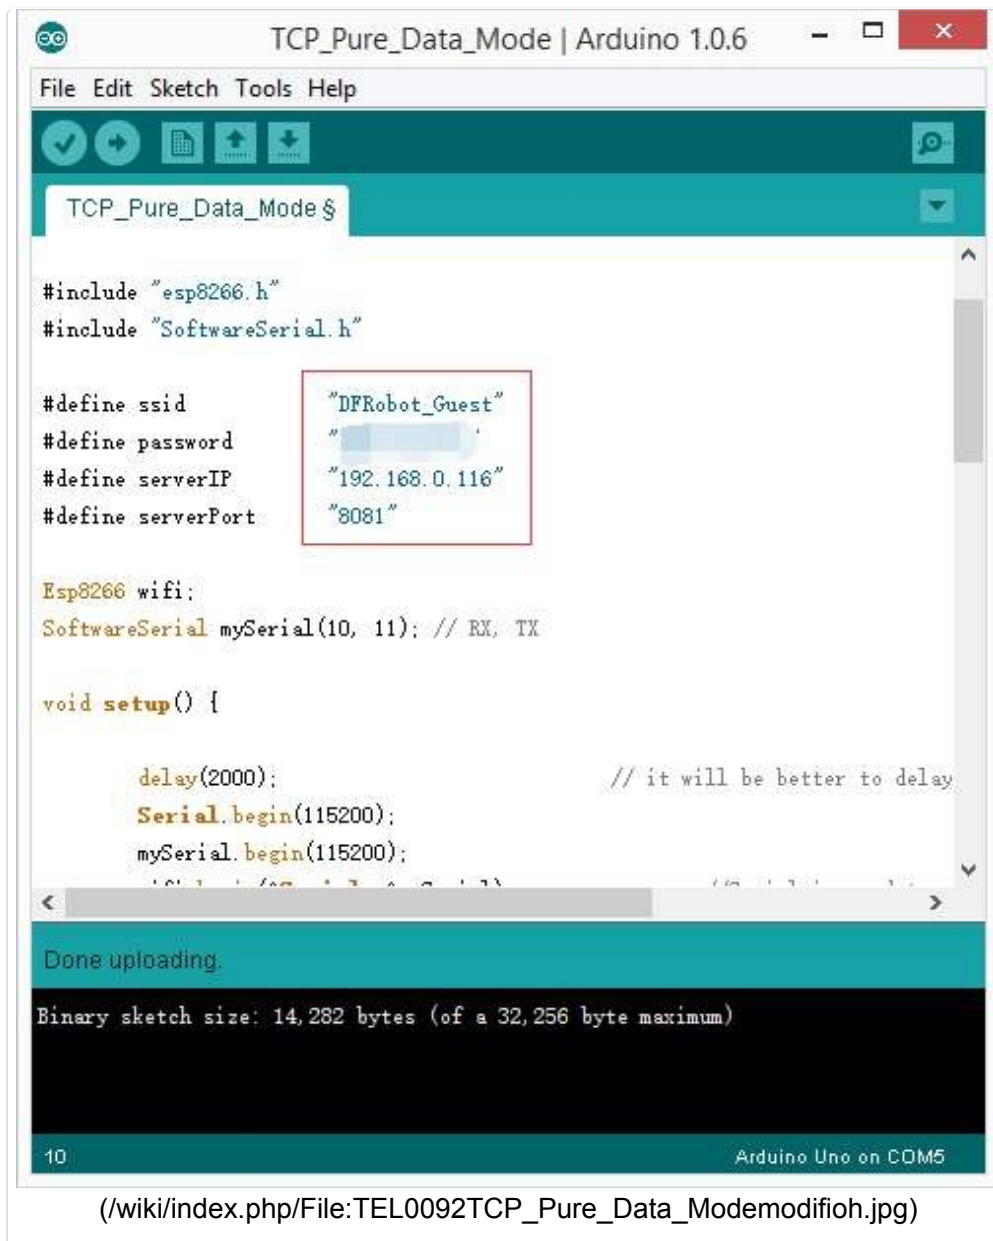 TCP_Pure_Data_Mode | Arduino 1.0.6
File Edit Sketch Tools Help
TCP_Pure_Data_Mode §
#include "esp8266.h"
#include "SoftwareSerial.h"
#define ssid "DFRobot_Guest"
#define password "
#define serverIP "192.168.0.116"
#define serverPort "8081"
Esp8266 wifi;
SoftwareSerial mySerial(10, 11); // RX, TX
void setup() {
delay(2000); // it will be better to delay
Serial.begin(115200);
mySerial.begin(115200);
Done uploading.
Binary sketch size: 14,282 bytes (of a 32,256 byte maximum)
10 Arduino Uno on COM5
(/wiki/index.php/File:TEL0092TCP_Pure_Data_Modemodifioh.jpg)